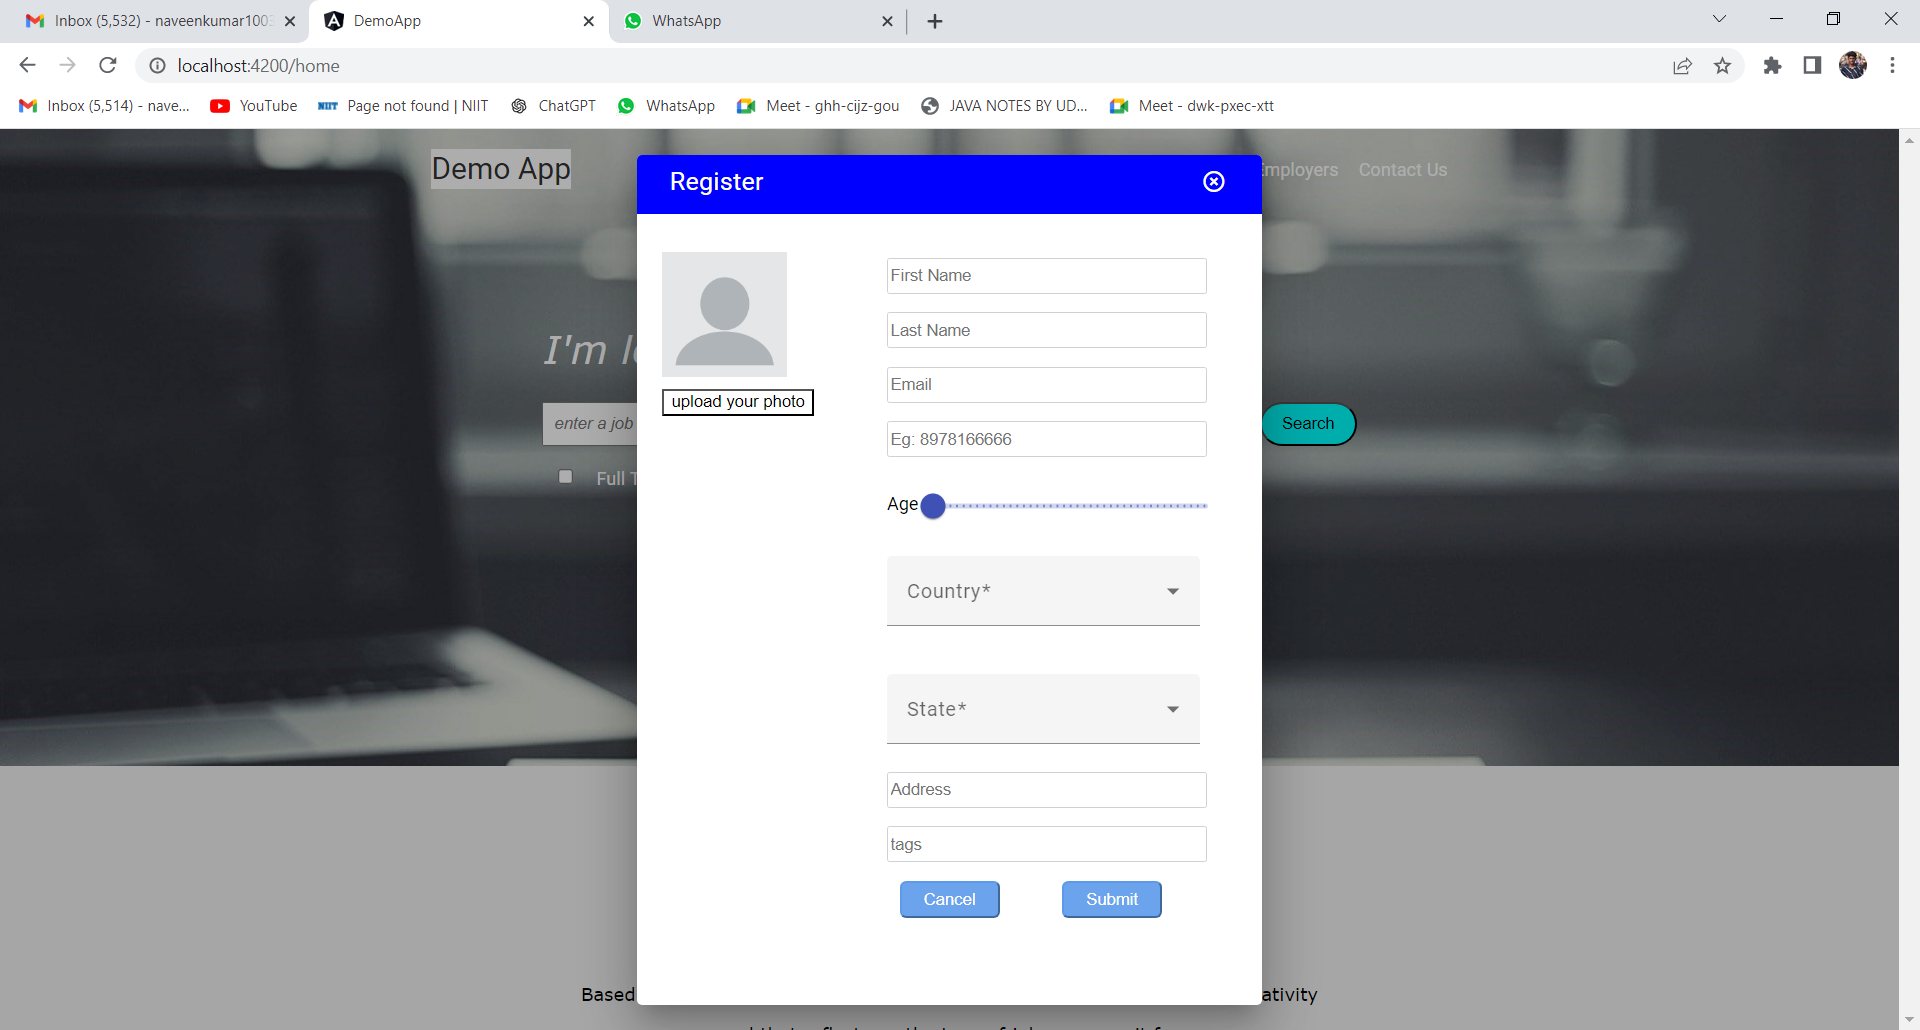 Inbox (5,532) - naveenkumar100
DemoApp
WhatsApp
localhost:4200/home
Inbox (5,514) - nave...
YouTube
NIIT Page not found | NIIT
ChatGPT
WhatsApp
Meet - ghh-cijz-gou
JAVA NOTES BY UD...
Meet - dwk-pxec-xtt
Demo App
Employers
Contact Us
Register
First Name
Last Name
I'm
Email
upload your photo
enter a job
Search
Eg: 8978166666
Full
Age
Country*
State*
Address
tags
Cancel
Submit
Based
ativity